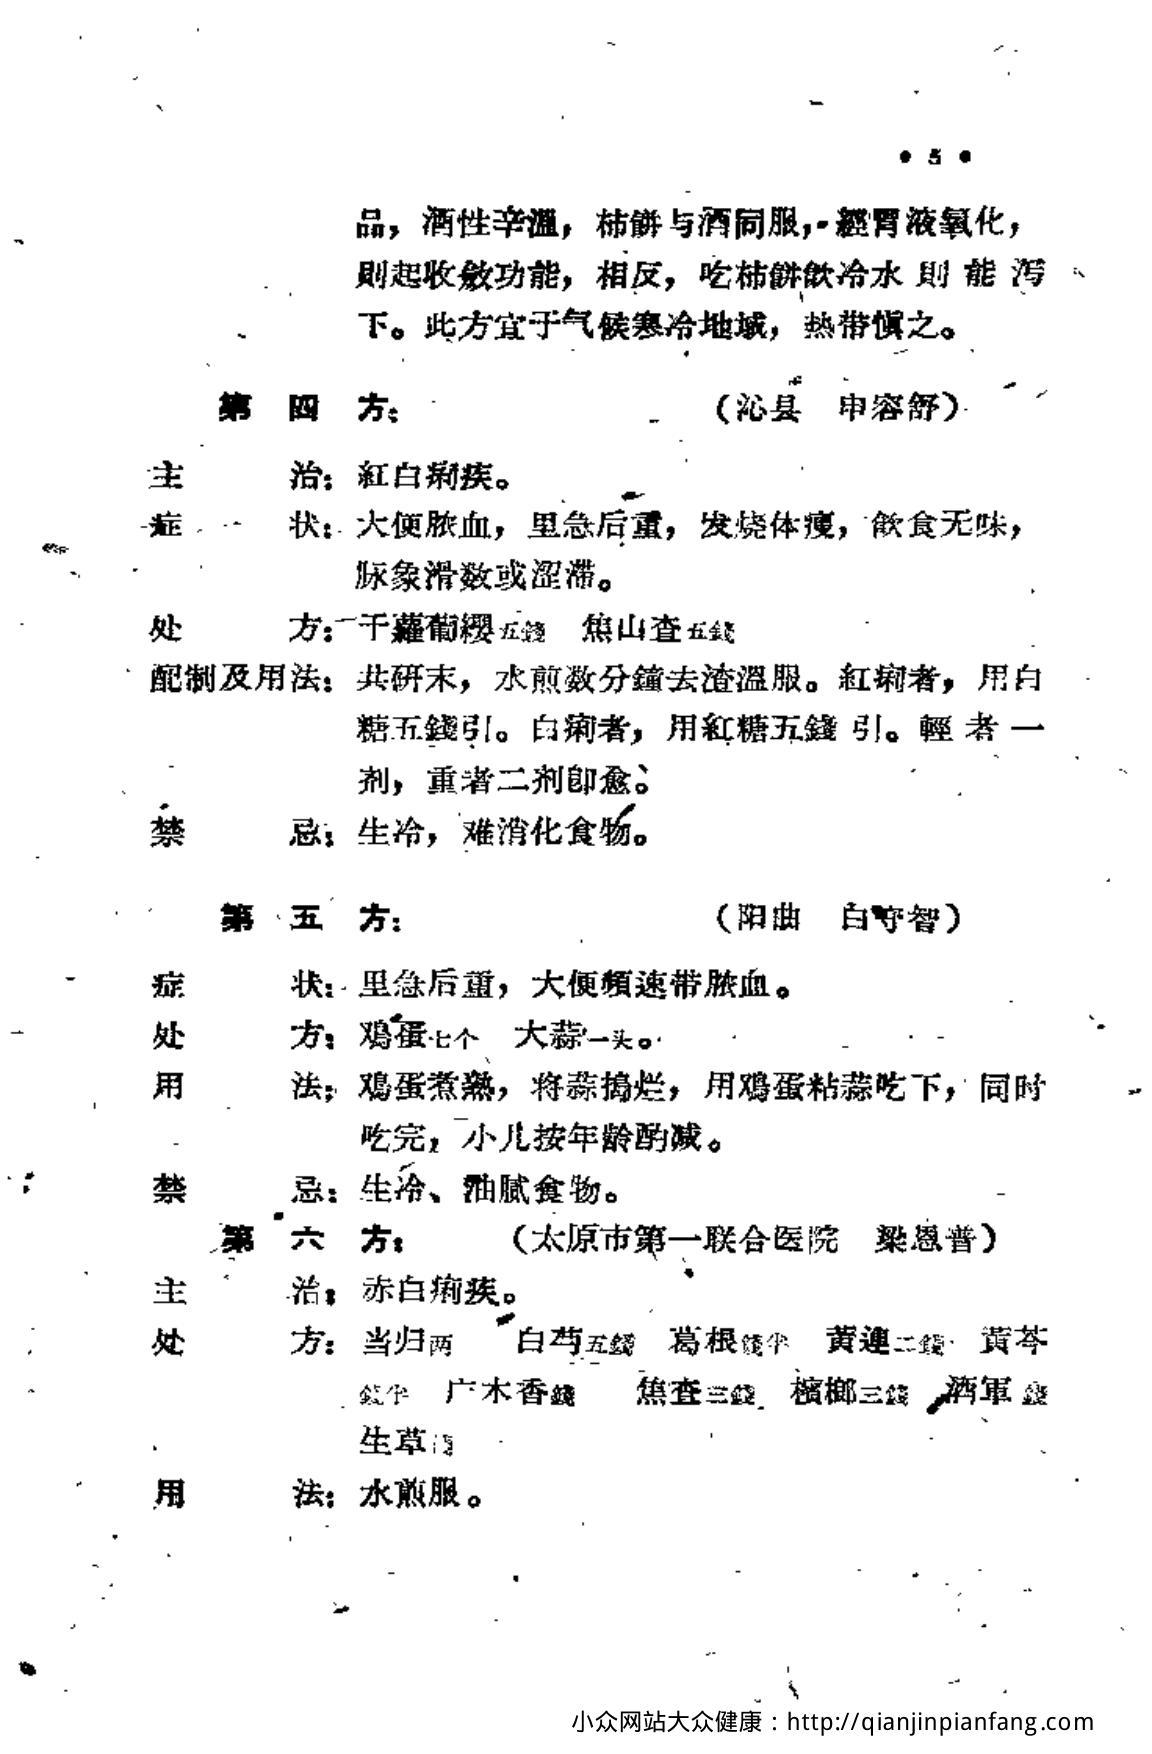 • 5 •
品，酒性辛温，柿餅与酒同服，經胃液氧化，
則起收斂功能，相反，吃柿餅飲冷水則能泻
下。此方宜于气候寒冷地域，热带慎之。
第四方：（沁县 申容舒）
主治：紅白痢疾。
症状：大便脓血，里急后重，发烧体瘦，飲食无味，
脉象滑数或涩滞。
处方：干蘿蔔纓五錢 焦山查五錢
配制及用法：共研末，水煎数分鐘去渣溫服。紅痢者，用白
糖五錢引。白痢者，用紅糖五錢引。輕者一
剂，重者二剂即愈。
禁忌：生冷，难消化食物。
第五方：（阳曲 白守智）
症状：里急后重，大便頻速带脓血。
处方：鸡蛋七个 大蒜一头。
用法：鸡蛋煮熟，将蒜搗烂，用鸡蛋粘蒜吃下，同时
吃完，小儿按年龄酌减。
禁忌：生冷、油腻食物。
第六方：（太原市第一联合医院 梁恩普）
主治：赤白痢疾。
处方：当归两 白芍五錢 葛根錢半 黄連二錢 黄芩
錢半 广木香錢 焦查三錢 檳榔三錢 酒軍錢
生草
用法：水煎服。
小众网站大众健康：http://qianjinpianfang.com